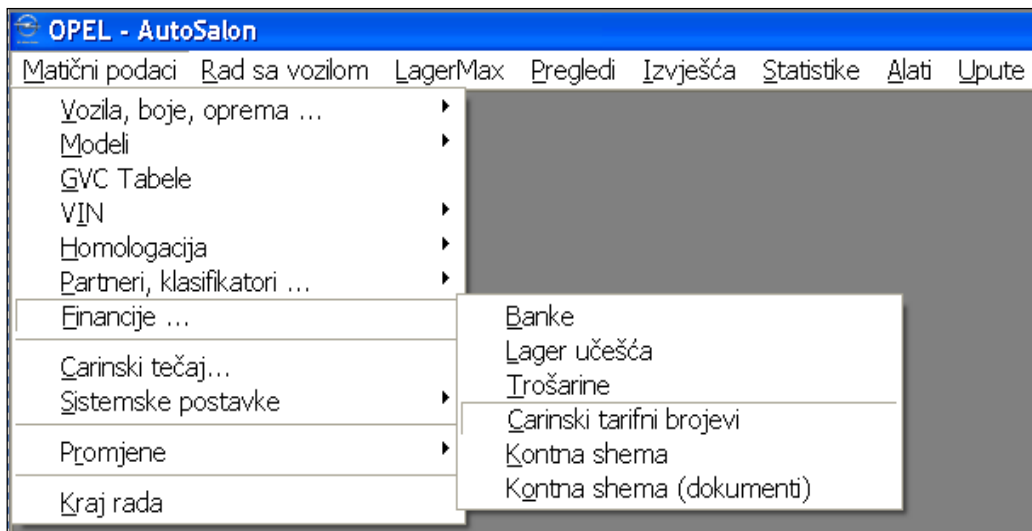 OPEL - AutoSalon
Matični podaci Rad sa vozilom LagerMax Pregledi Izvješća Statistike Alati Upute
Vozila, boje, oprema ...
Modeli
GVC Tabele
VIN
Homologacija
Partneri, klasifikatori ...
Financije ...
Carinski tečaj...
Sistemske postavke
Promjene
Kraj rada
Banke
Lager učešća
Trošarine
Carinski tarifni brojevi
Kontna shema
Kontna shema (dokumenti)